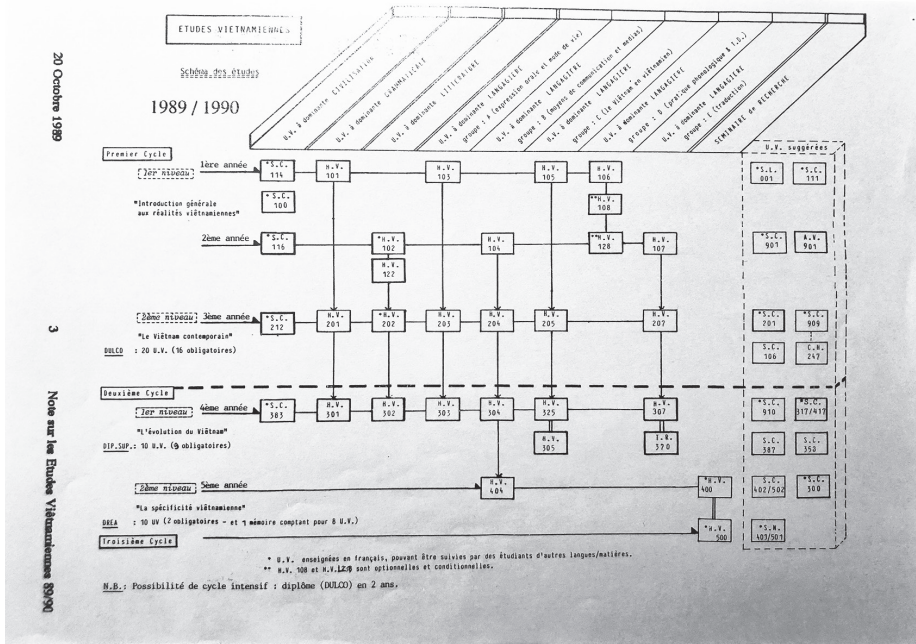 ETUDES VIETNAMIENNES
Schéma des études
1989 / 1990
20 Octobre 1989
3
Note sur les Etudes Viêtnamiennes 89/90
U.V. à dominante CIVILISATION
U.V. à dominante GRAMMATICALE
U.V. à dominante LITTERATURE
U.V. à dominante LANGAGIERE
groupe : A (expression orale et mode de vie)
U.V. à dominante LANGAGIERE
groupe : B (moyens de communication et médias)
U.V. à dominante LANGAGIERE
groupe : C (le Viêtnam en viêtnamien)
U.V. à dominante LANGAGIERE
groupe : D (pratique phonologique & T.D.)
U.V. à dominante LANGAGIERE
groupe : E (traduction)
SEMINAIRE de RECHERCHE
U.V. suggérées
Premier Cycle
1er niveau
1ère année
*S.C. 114
H.V. 101
H.V. 103
H.V. 105
H.V. 106
*S.L. 001
*S.C. 111
"Introduction générale
aux réalités viêtnamiennes"
*S.C. 100
**H.V. 108
2ème année
*S.C. 116
*H.V. 102
H.V. 104
**H.V. 128
H.V. 107
*S.C. 901
A.V. 901
H.V. 122
2ème niveau
3ème année
*S.C. 212
H.V. 201
*H.V. 202
H.V. 203
H.V. 204
H.V. 205
H.V. 207
*S.C. 201
*S.C. 909
"Le Viêtnam contemporain"
DULCO : 20 U.V. (16 obligatoires)
S.C. 106
C.H. 247
Deuxième Cycle
1er niveau
4ème année
*S.C. 383
H.V. 301
H.V. 302
H.V. 303
H.V. 304
H.V. 325
H.V. 307
*S.C. 910
*S.C. 317/417
"L'évolution du Viêtnam"
DIP.SUP.: 10 U.V. (9 obligatoires)
H.V. 305
I.R. 370
S.C. 387
S.C. 353
2ème niveau
5ème année
H.V. 404
*H.V. 400
S.C. 402/502
*S.C. 300
"La spécificité viêtnamienne"
DREA : 10 UV (2 obligatoires - et 1 mémoire comptant pour 8 U.V.)
Troisième Cycle
*H.V. 500
*S.H. 403/501
* U.V. enseignées en français, pouvant être suivies par des étudiants d'autres langues/matières.
** H.V. 108 et H.V. 128 sont optionnelles et conditionnelles.
N.B.: Possibilité de cycle intensif : diplôme (DULCO) en 2 ans.